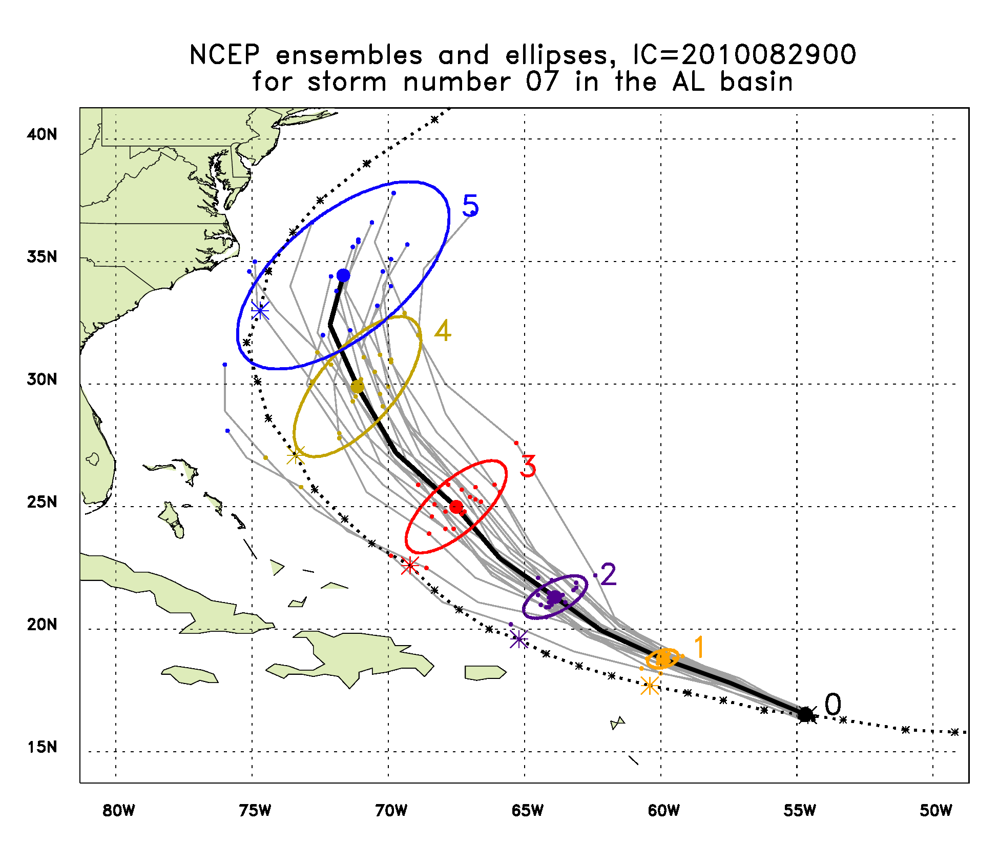 NCEP ensembles and ellipses, IC=2010082900
for storm number 07 in the AL basin
40N
5
35N
4
30N
3
25N
2
20N
1
0
15N
80W 75W 70W 65W 60W 55W 50W